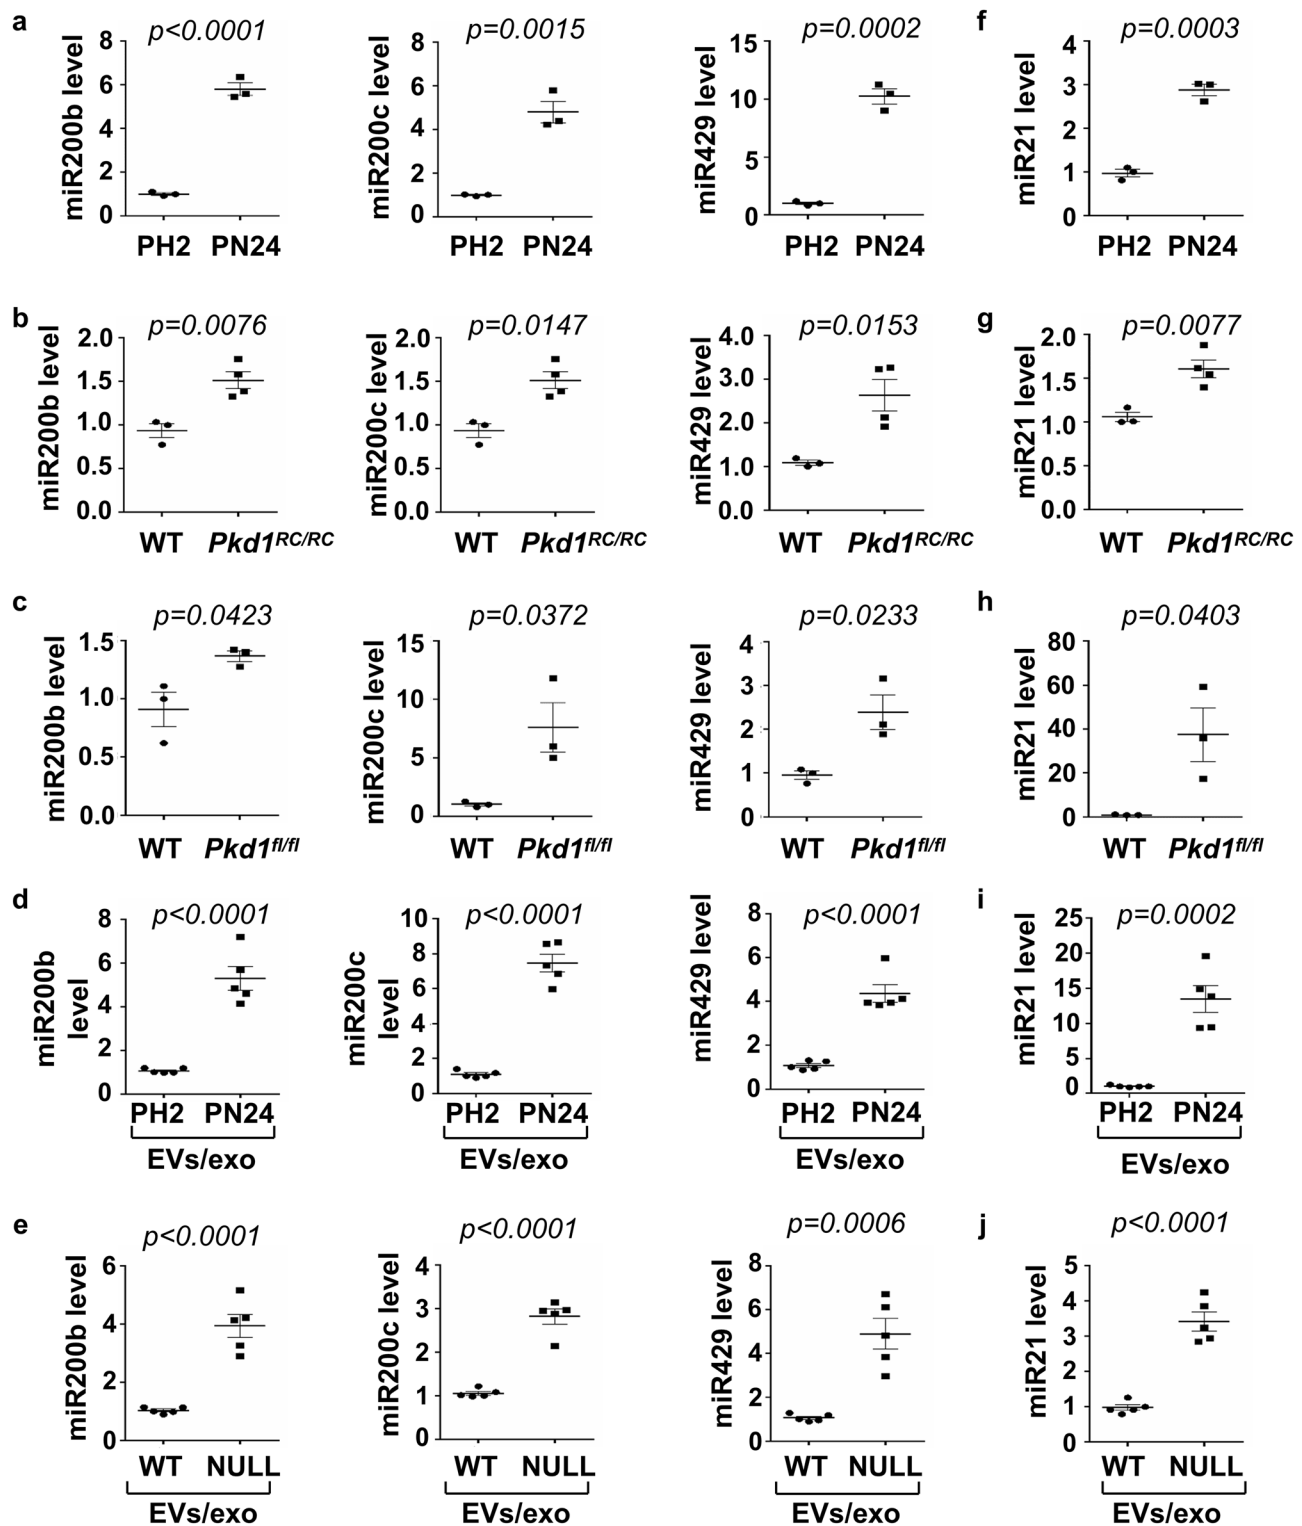 a
miR200b level
p<0.0001
8
6
4
2
0
PH2 PN24
miR200c level
p=0.0015
8
6
4
2
0
PH2 PN24
miR429 level
p=0.0002
15
10
5
0
PH2 PN24
f
miR21 level
p=0.0003
4
3
2
1
0
PH2 PN24
b
miR200b level
p=0.0076
2.0
1.5
1.0
0.5
0.0
WT Pkd1RC/RC
miR200c level
p=0.0147
2.0
1.5
1.0
0.5
0.0
WT Pkd1RC/RC
miR429 level
p=0.0153
4.0
3.0
2.0
1.0
0.0
WT Pkd1RC/RC
g
miR21 level
p=0.0077
2.0
1.5
1.0
0.5
0.0
WT Pkd1RC/RC
c
miR200b level
p=0.0423
1.5
1.0
0.5
0.0
WT Pkd1fl/fl
miR200c level
p=0.0372
15
10
5
0
WT Pkd1fl/fl
miR429 level
p=0.0233
4
3
2
1
0
WT Pkd1fl/fl
h
miR21 level
p=0.0403
80
60
40
20
0
WT Pkd1fl/fl
d
miR200b
level
p<0.0001
8
6
4
2
0
PH2 PN24
EVs/exo
miR200c
level
p<0.0001
10
8
6
4
2
0
PH2 PN24
EVs/exo
miR429 level
p<0.0001
8
6
4
2
0
PH2 PN24
EVs/exo
i
miR21 level
p=0.0002
25
20
15
10
5
0
PH2 PN24
EVs/exo
e
miR200b level
p<0.0001
6
4
2
0
WT NULL
EVs/exo
miR200c level
p<0.0001
4
3
2
1
0
WT NULL
EVs/exo
miR429 level
p=0.0006
8
6
4
2
0
WT NULL
EVs/exo
j
miR21 level
p<0.0001
5
4
3
2
1
0
WT NULL
EVs/exo